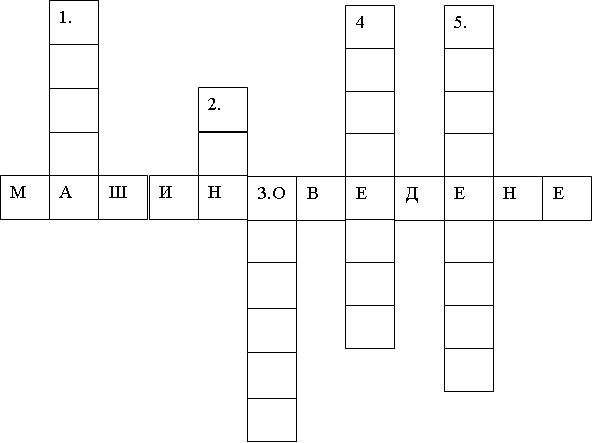 1. 4 5.
2.
М А Ш И Н 3.О В Е Д Е Н Е